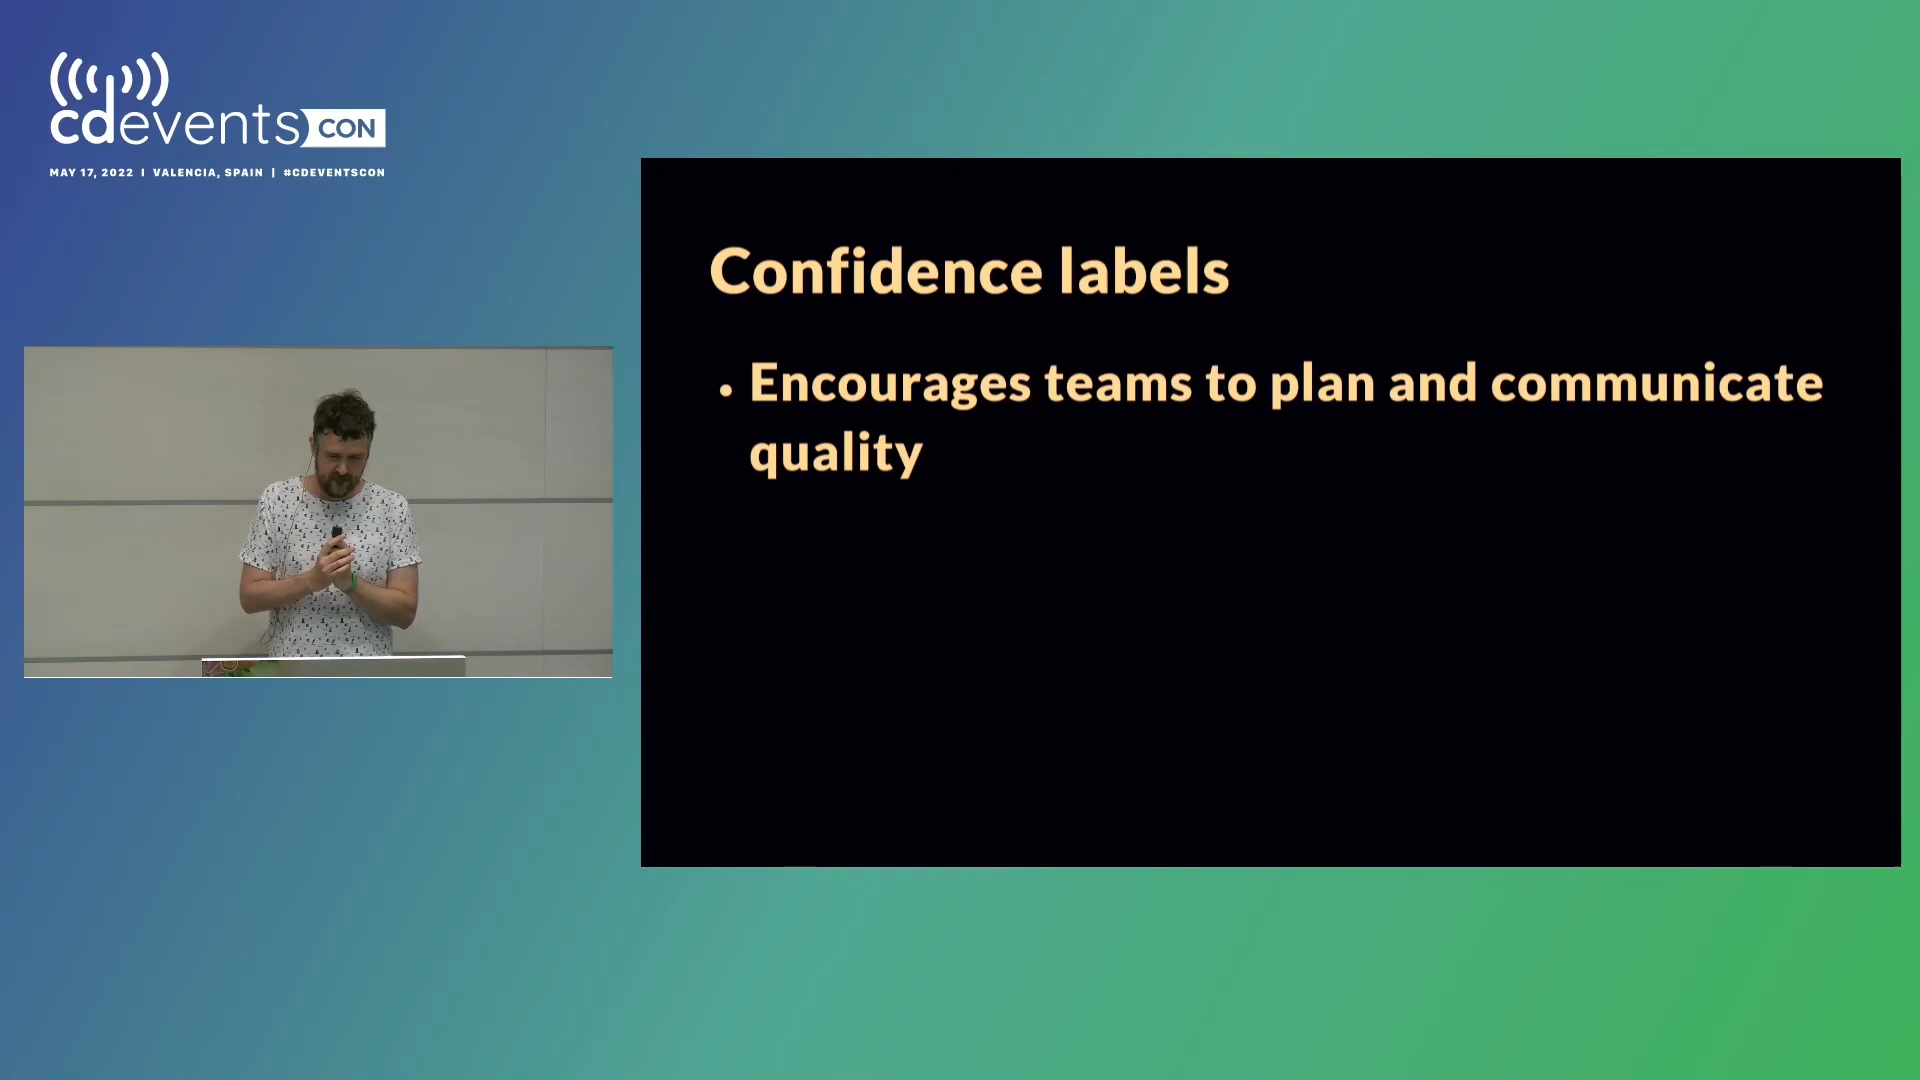 cdevents CON
MAY 17, 2022 | VALENCIA, SPAIN | #CDEVENTSCON
Confidence labels
• Encourages teams to plan and communicate
quality